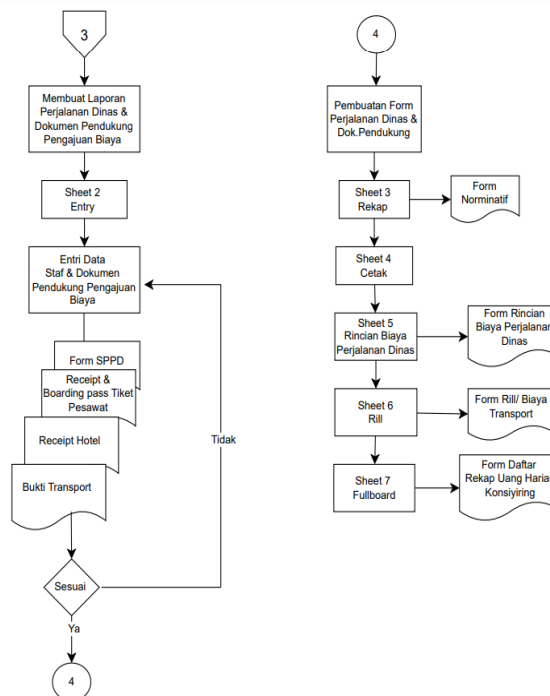 3
Membuat Laporan
Perjalanan Dinas &
Dokumen Pendukung
Pengajuan Biaya
Sheet 2
Entry
Entri Data
Staf & Dokumen
Pendukung Pengajuan
Biaya
Form SPPD
Receipt &
Boarding pass Tiket
Pesawat
Receipt Hotel
Bukti Transport
Sesuai
Tidak
Ya
4
4
Pembuatan Form
Perjalanan Dinas &
Dok.Pendukung
Sheet 3
Rekap
Form
Norminatif
Sheet 4
Cetak
Sheet 5
Rincian Biaya
Perjalanan Dinas
Form Rincian
Biaya Perjalanan
Dinas
Sheet 6
Rill
Form Rill/ Biaya
Transport
Sheet 7
Fullboard
Form Daftar
Rekap Uang Harian
Konsiyiring